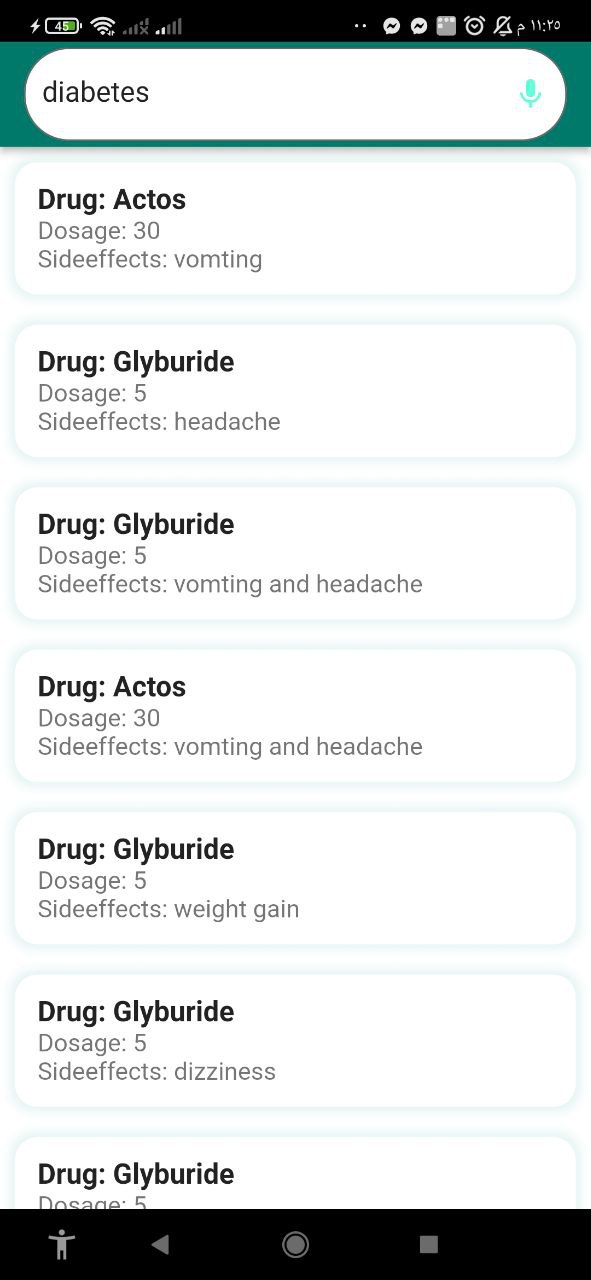 45
م ١١:٢٥
diabetes
Drug: Actos
Dosage: 30
Sideeffects: vomting
Drug: Glyburide
Dosage: 5
Sideeffects: headache
Drug: Glyburide
Dosage: 5
Sideeffects: vomting and headache
Drug: Actos
Dosage: 30
Sideeffects: vomting and headache
Drug: Glyburide
Dosage: 5
Sideeffects: weight gain
Drug: Glyburide
Dosage: 5
Sideeffects: dizziness
Drug: Glyburide
Dosage: 5